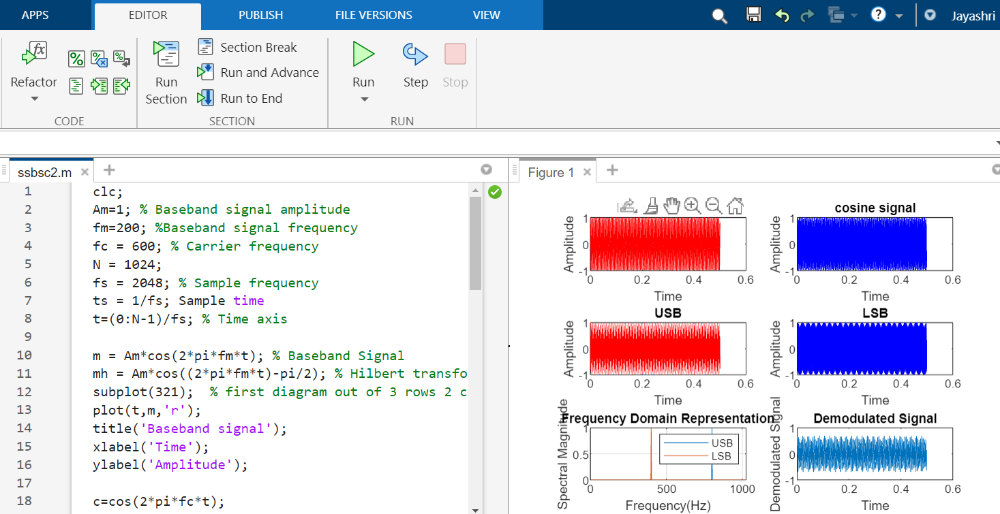 APPS EDITOR PUBLISH FILE VERSIONS VIEW ? Jayashri
fx % % %
Refactor
CODE
Run Section
Section Break
Run and Advance
Run to End
SECTION
Run Step Stop
RUN
ssbsc2.m × +
1 clc;
2 Am=1; % Baseband signal amplitude
3 fm=200; %Baseband signal frequency
4 fc = 600; % Carrier frequency
5 N = 1024;
6 fs = 2048; % Sample frequency
7 ts = 1/fs; Sample time
8 t=(0:N-1)/fs; % Time axis
9
10 m = Am*cos(2*pi*fm*t); % Baseband Signal
11 mh = Am*cos((2*pi*fm*t)-pi/2); % Hilbert transfo
12 subplot(321);  % first diagram out of 3 rows 2 c
13 plot(t,m,'r');
14 title('Baseband signal');
15 xlabel('Time');
16 ylabel('Amplitude');
17
18 c=cos(2*pi*fc*t);
Figure 1 × +
Amplitude
1
0
-1
0 0.2 0.4 0.6
Time
cosine signal
Amplitude
1
0
-1
0 0.2 0.4 0.6
Time
USB
Amplitude
1
0
-1
0 0.2 0.4 0.6
Time
LSB
Amplitude
1
0
-1
0 0.2 0.4 0.6
Time
Frequency Domain Representation
Spectral Magnitude
1
0.5
0
USB
LSB
0 500 1000
Frequency(Hz)
Demodulated Signal
Demodulated Signal
1
0
-1
0 0.2 0.4 0.6
Time